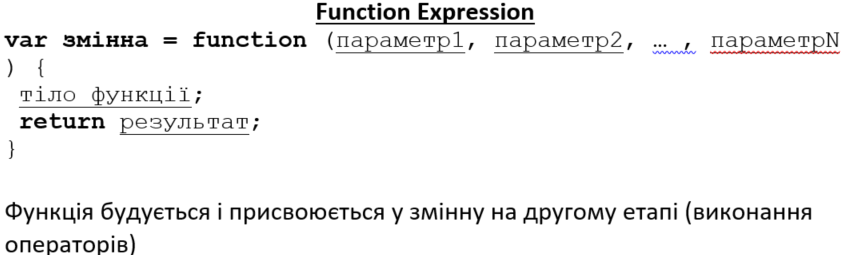 Function Expression
var змінна = function (параметр1, параметр2, … , параметрN
) {
тіло функції;
return результат;
}
Функція будується і присвоюється у змінну на другому етапі (виконання
операторів)